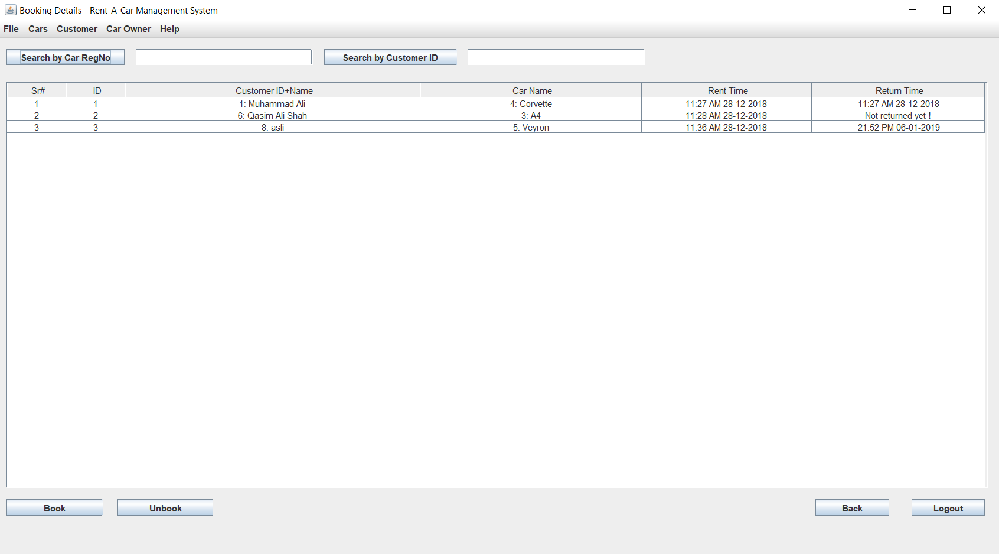 Booking Details - Rent-A-Car Management System
File Cars Customer Car Owner Help
Search by Car RegNo Search by Customer ID
Sr# ID Customer ID+Name Car Name Rent Time Return Time
1 1 1: Muhammad Ali 4: Corvette 11:27 AM 28-12-2018 11:27 AM 28-12-2018
2 2 6: Qasim Ali Shah 3: A4 11:28 AM 28-12-2018 Not returned yet !
3 3 8: asli 5: Veyron 11:36 AM 28-12-2018 21:52 PM 06-01-2019
Book Unbook Back Logout